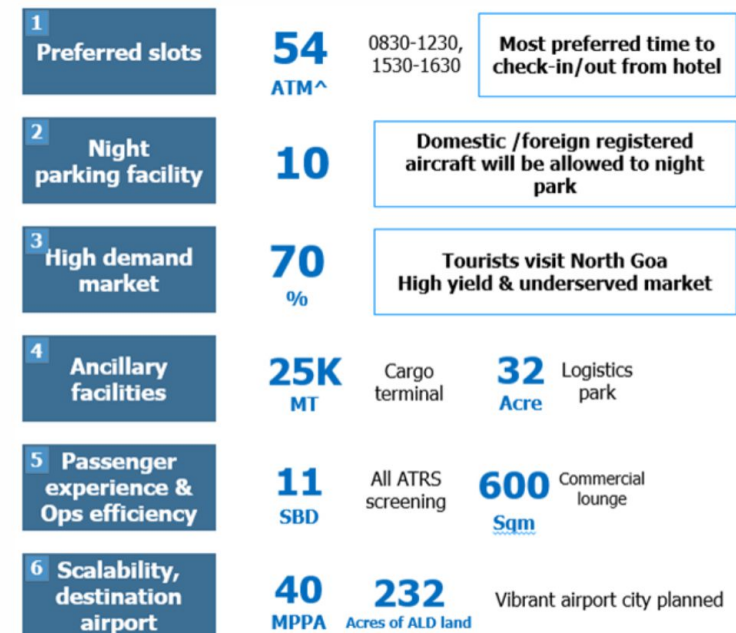 1
Preferred slots
54
ATM^
0830-1230,
1530-1630
Most preferred time to
check-in/out from hotel
2
Night
parking facility
10
Domestic /foreign registered
aircraft will be allowed to night
park
3
High demand
market
70
%
Tourists visit North Goa
High yield & underserved market
4
Ancillary
facilities
25K
MT
Cargo
terminal
32
Acre
Logistics
park
5
Passenger
experience &
Ops efficiency
11
SBD
All ATRS
screening
600
Sqm
Commercial
lounge
6
Scalability,
destination
airport
40
MPPA
232
Acres of ALD land
Vibrant airport city planned